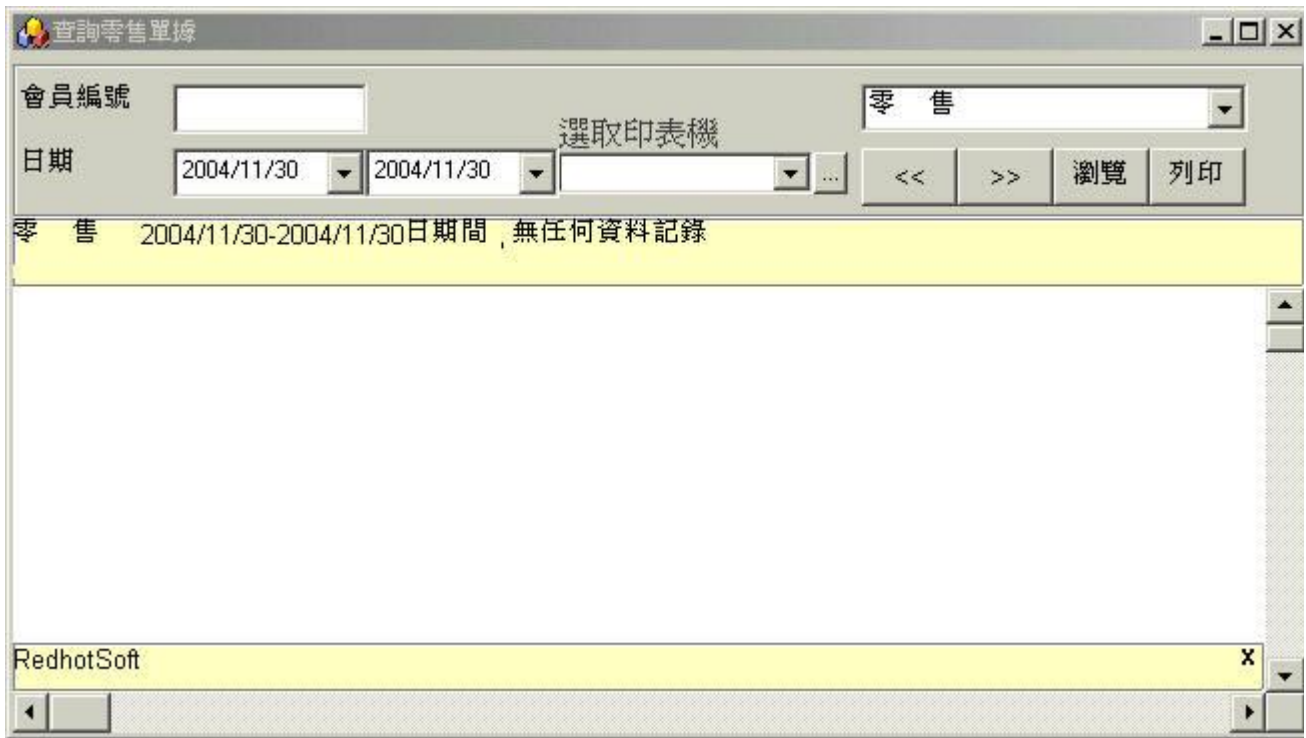 查詢零售單據
會員編號
零 售
選取印表機
日期 2004/11/30 2004/11/30 ... << >> 瀏覽 列印
零 售 2004/11/30-2004/11/30日期間，無任何資料記錄
RedhotSoft X